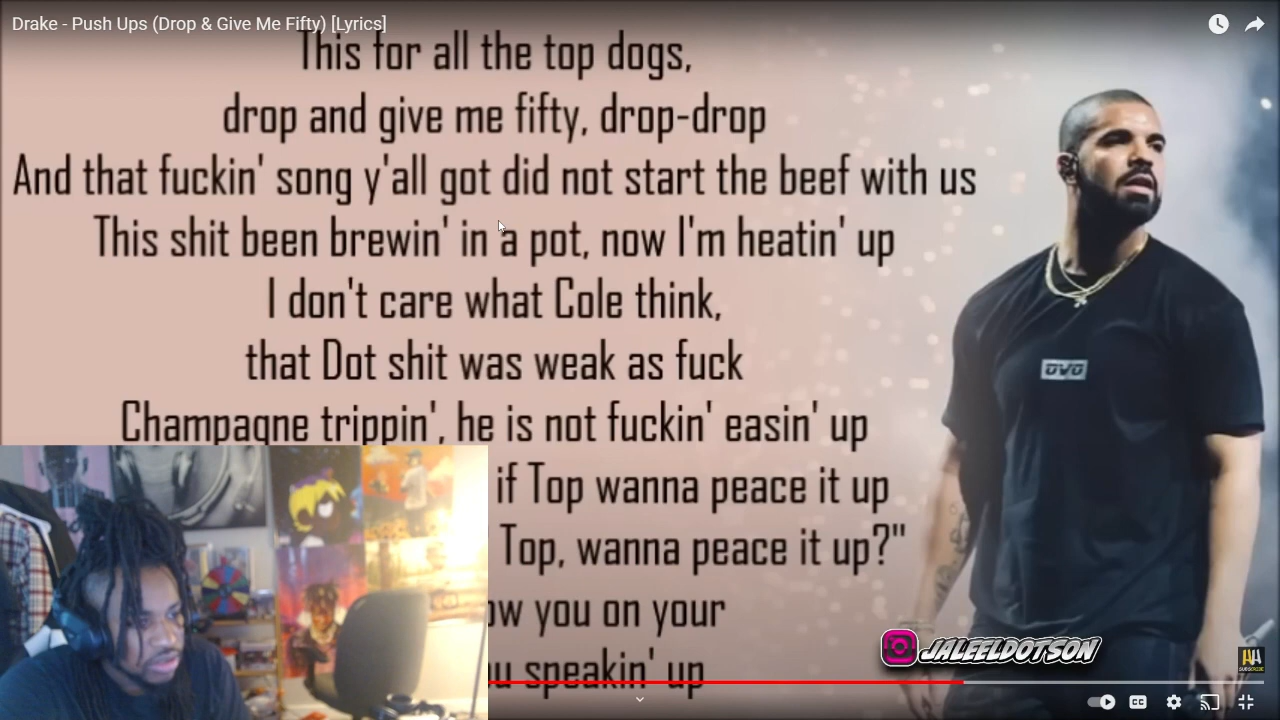 Drake - Push Ups (Drop & Give Me Fifty) [Lyrics]
This for all the top dogs,
drop and give me fifty, drop-drop
And that fuckin' song y'all got did not start the beef with us
This shit been brewin' in a pot, now I'm heatin' up
I don't care what Cole think,
that Dot shit was weak as fuck
Champagne trippin', he is not fuckin' easin' up
if Top wanna peace it up
Top, wanna peace it up?"
you on your
speakin' up
OVO
JALEELDOTSON
SUBSCRIBE
CC